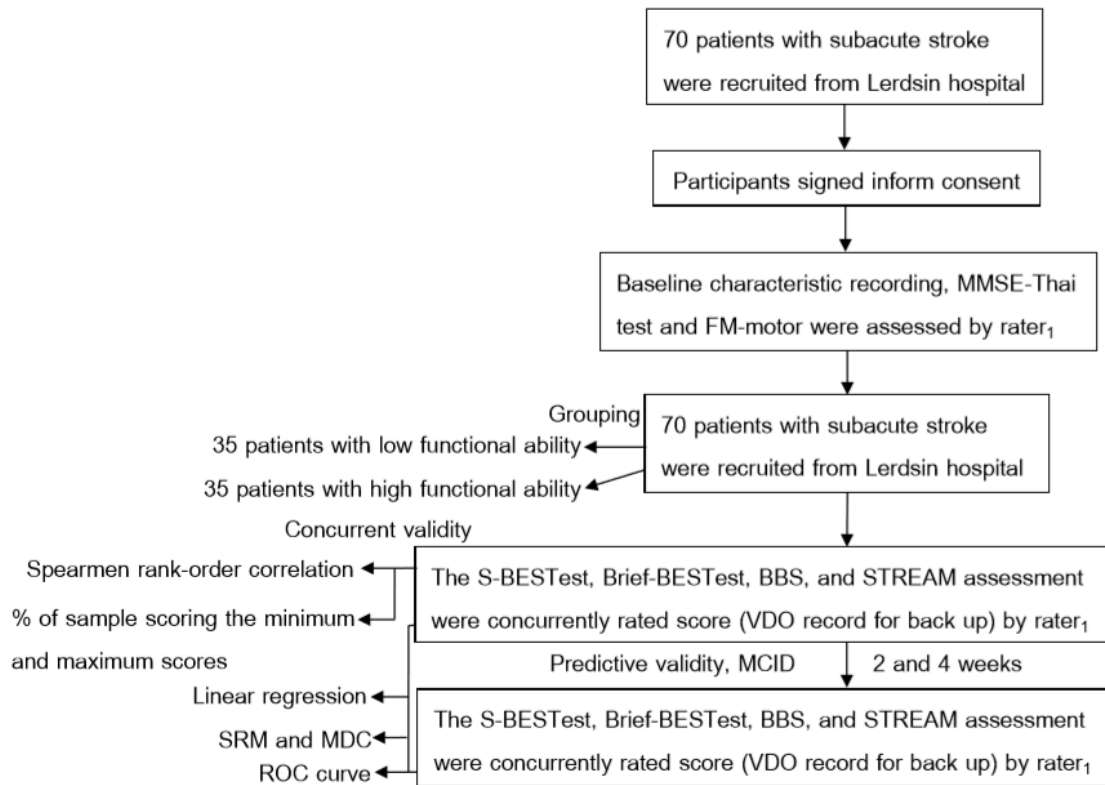 70 patients with subacute stroke
were recruited from Lerdsin hospital
Participants signed inform consent
Baseline characteristic recording, MMSE-Thai
test and FM-motor were assessed by rater₁
Grouping
70 patients with subacute stroke
were recruited from Lerdsin hospital
35 patients with low functional ability
35 patients with high functional ability
Concurrent validity
Spearmen rank-order correlation
% of sample scoring the minimum
and maximum scores
The S-BESTest, Brief-BESTest, BBS, and STREAM assessment
were concurrently rated score (VDO record for back up) by rater₁
Predictive validity, MCID
2 and 4 weeks
Linear regression
SRM and MDC
ROC curve
The S-BESTest, Brief-BESTest, BBS, and STREAM assessment
were concurrently rated score (VDO record for back up) by rater₁